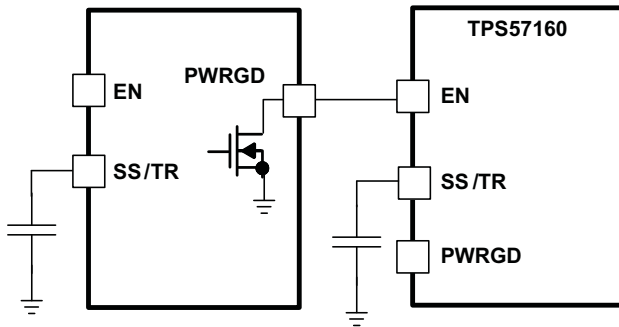 TPS57160
PWRGD
EN
EN
SS/TR
SS/TR
PWRGD